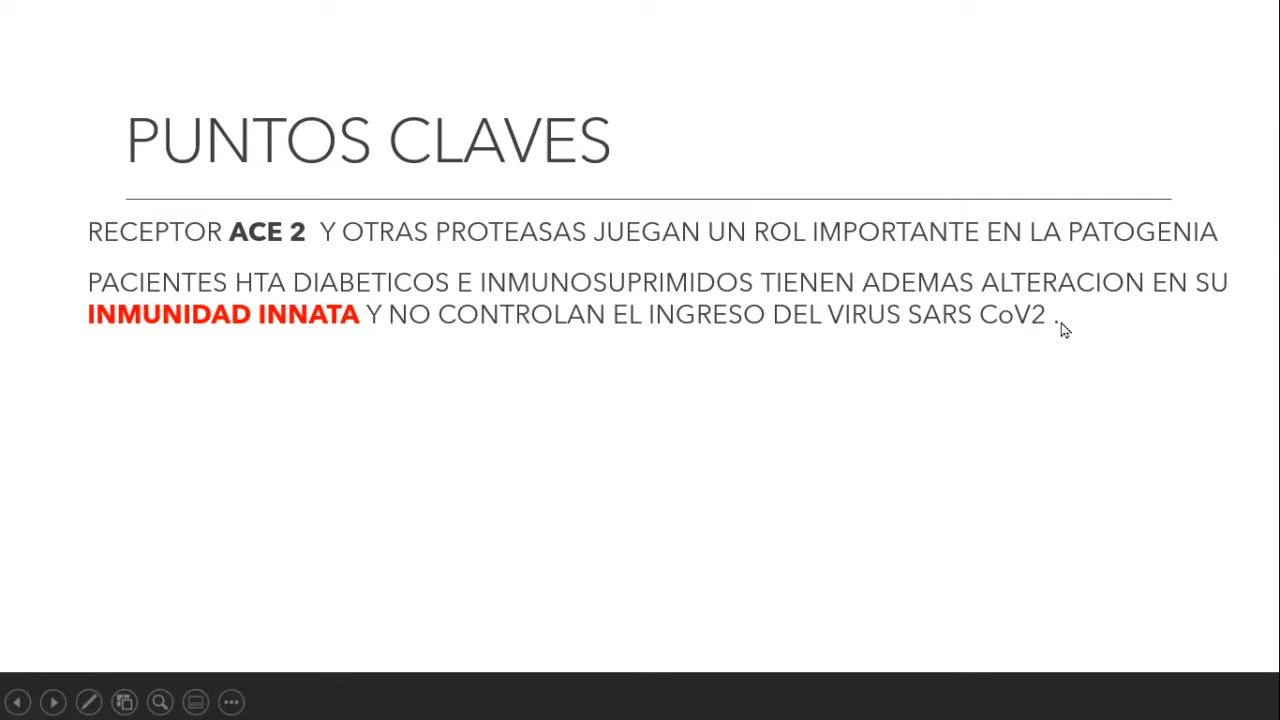 PUNTOS CLAVES
RECEPTOR ACE 2 Y OTRAS PROTEASAS JUEGAN UN ROL IMPORTANTE EN LA PATOGENIA
PACIENTES HTA DIABETICOS E INMUNOSUPRIMIDOS TIENEN ADEMAS ALTERACION EN SU
INMUNIDAD INNATA Y NO CONTROLAN EL INGRESO DEL VIRUS SARS CoV2 .